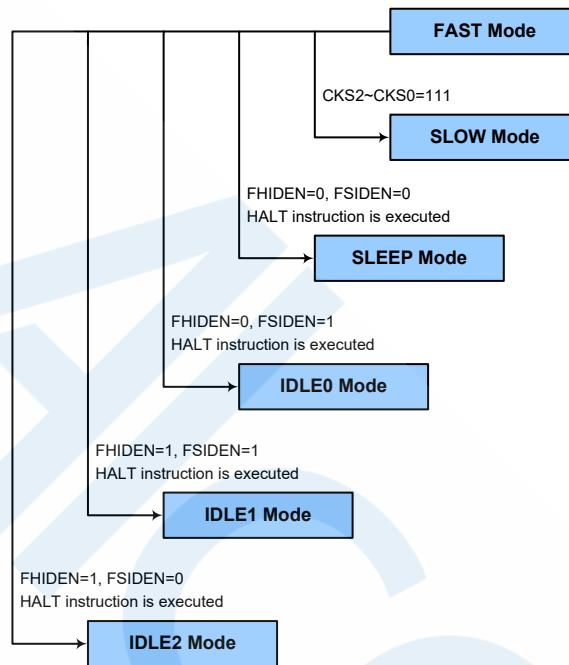 FAST Mode
CKS2~CKS0=111
SLOW Mode
FHIDEN=0, FSIDEN=0
HALT instruction is executed
SLEEP Mode
FHIDEN=0, FSIDEN=1
HALT instruction is executed
IDLE0 Mode
FHIDEN=1, FSIDEN=1
HALT instruction is executed
IDLE1 Mode
FHIDEN=1, FSIDEN=0
HALT instruction is executed
IDLE2 Mode